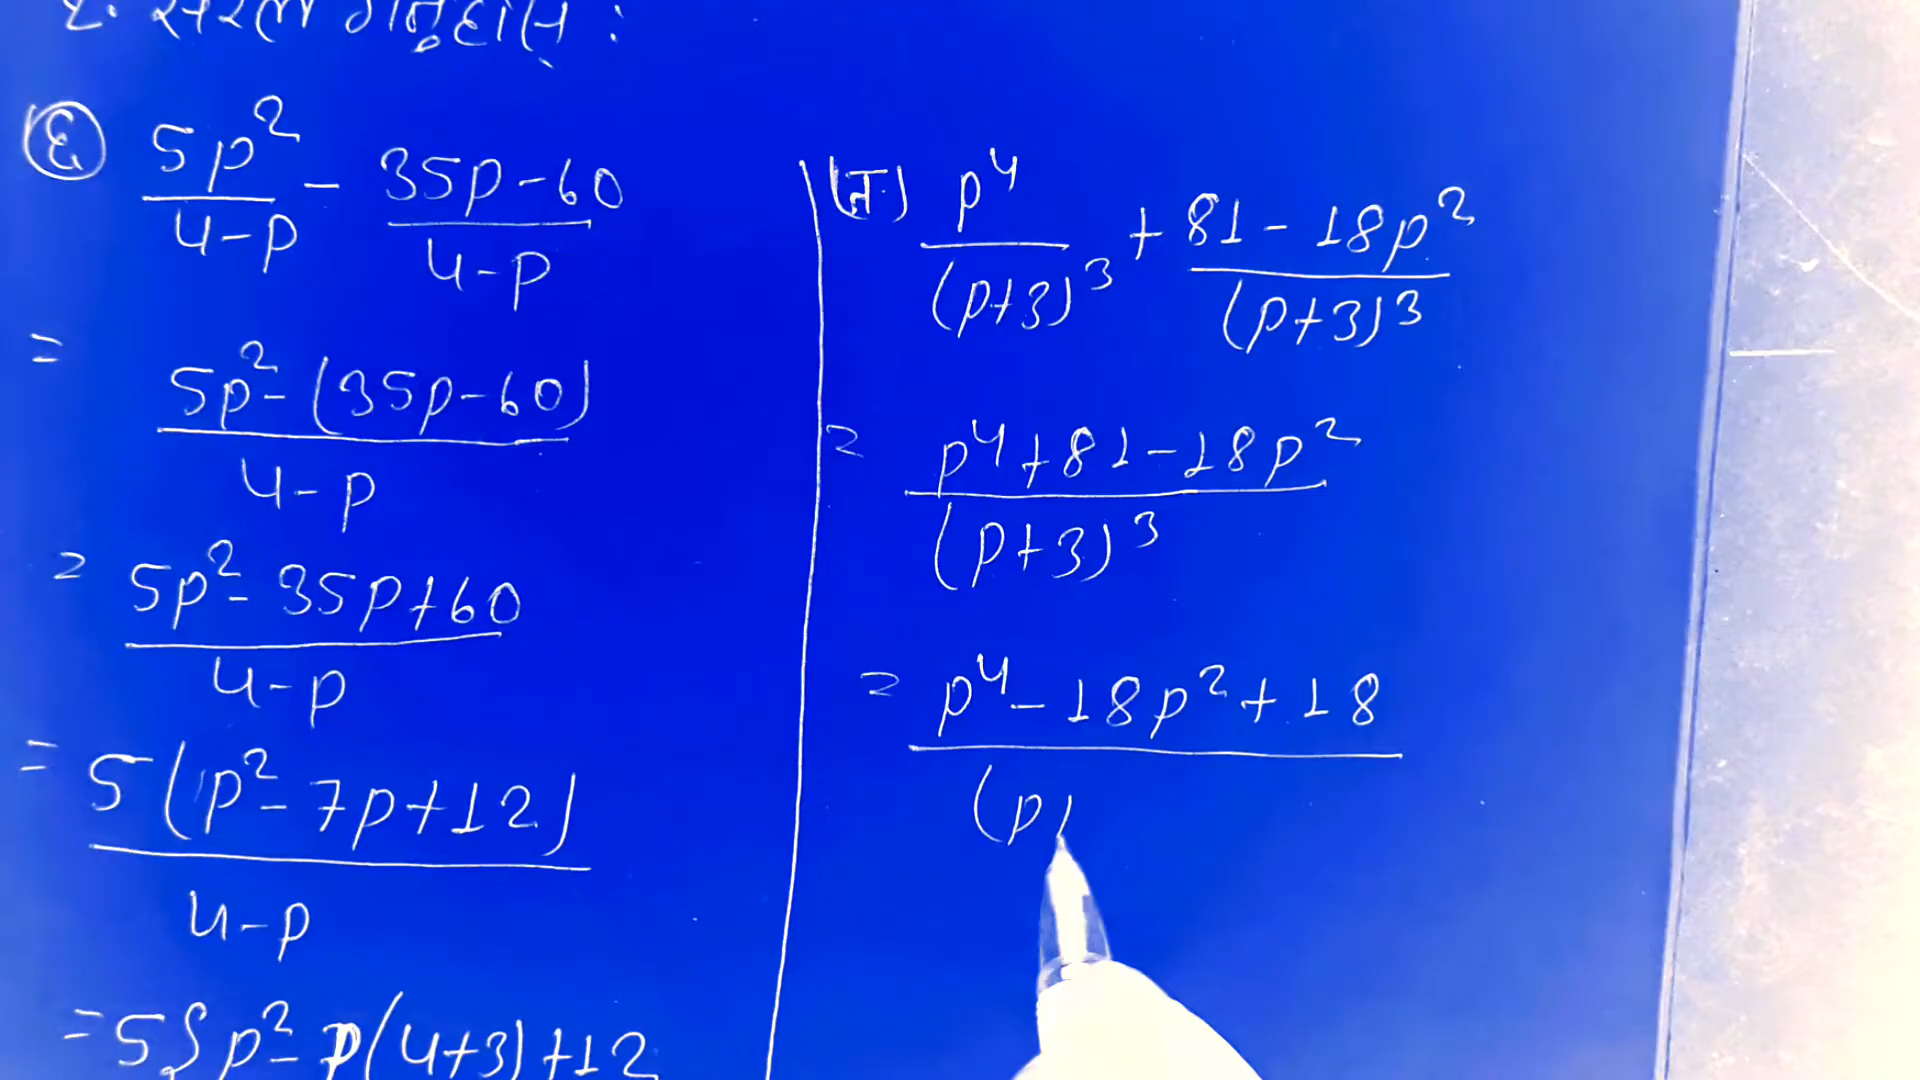 २. सरल गर्नुहोस् :
(घ) 5p²/4-p - 35p-60/4-p
= 5p²-(35p-60)/4-p
= 5p²-35p+60/4-p
= 5(p²-7p+12)/4-p
=5{p²-p(4+3)+12
(ङ) p⁴/(p+3)³ + 81-18p²/(p+3)³
= p⁴+81-18p²/(p+3)³
= p⁴-18p²+18/(p